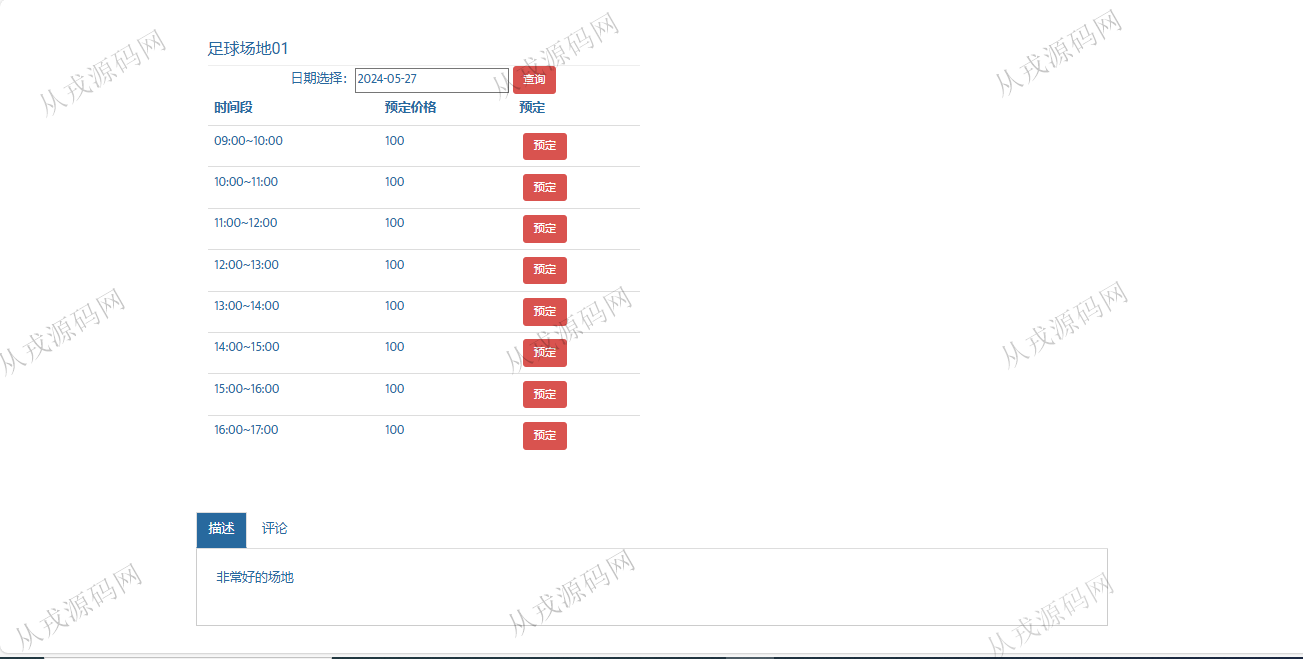 足球场地01
日期选择： 2024-05-27 查询
时间段 预定价格 预定
09:00~10:00 100 预定
10:00~11:00 100 预定
11:00~12:00 100 预定
12:00~13:00 100 预定
13:00~14:00 100 预定
14:00~15:00 100 预定
15:00~16:00 100 预定
16:00~17:00 100 预定
描述 评论
非常好的场地
从戎源码网
从戎源码网
从戎源码网
从戎源码网
从戎源码网
从戎源码网
从戎源码网
从戎源码网
从戎源码网